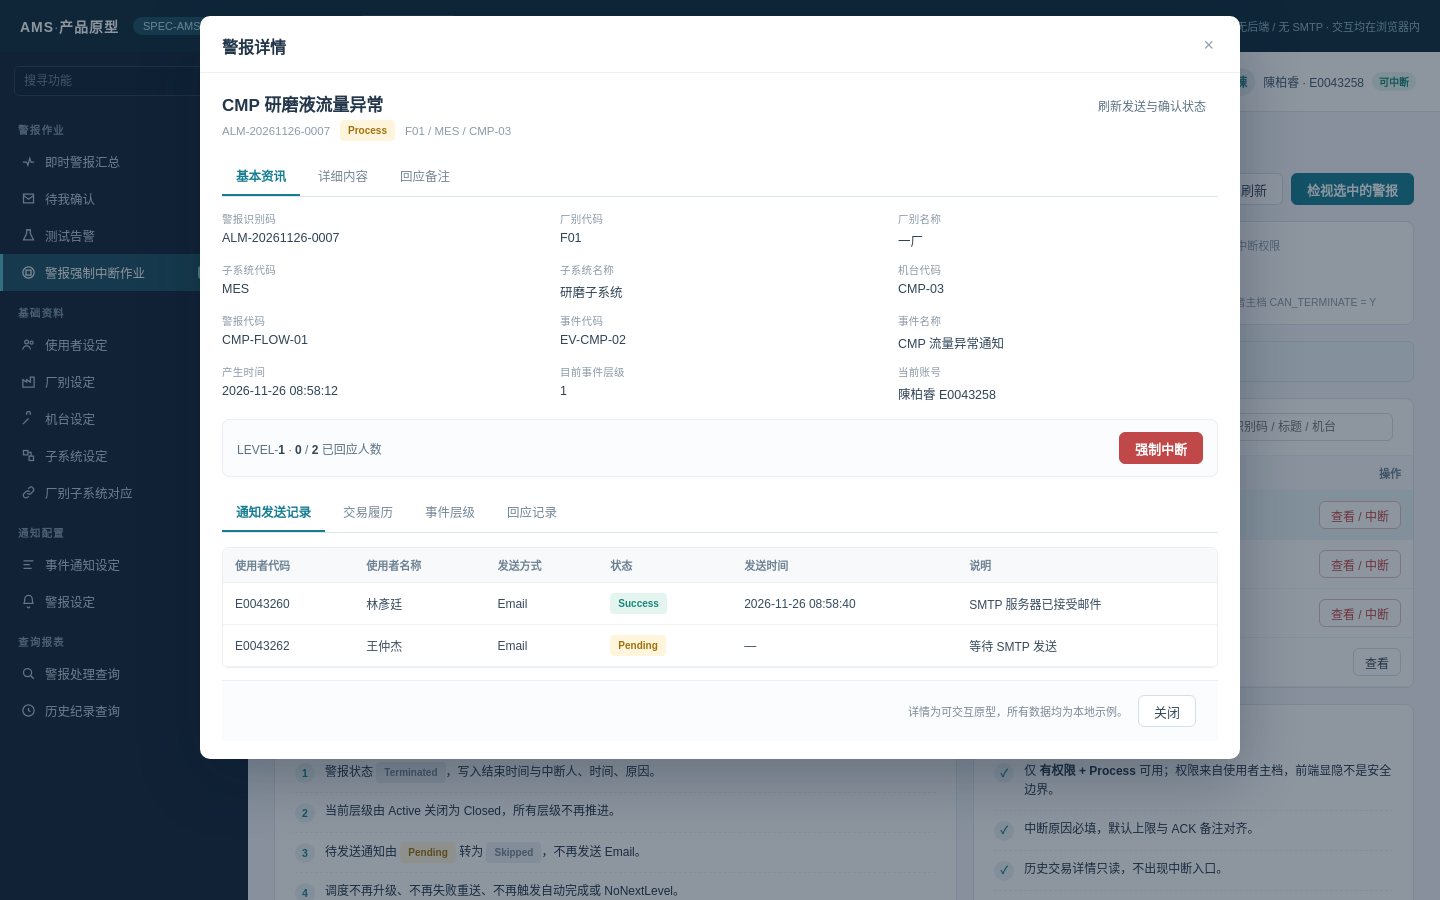 AMS·产品原型
SPEC-AMS
无后端 / 无 SMTP · 交互均在浏览器内
搜寻功能
警报作业
即时警报汇总
待我确认
测试告警
警报强制中断作业
基础资料
使用者设定
厂别设定
机台设定
子系统设定
厂别子系统对应
通知配置
事件通知设定
警报设定
查询报表
警报处理查询
历史纪录查询
陳柏睿 · E0043258
可中断
刷新
检视选中的警报
中断权限
者主档 CAN_TERMINATE = Y
识别码 / 标题 / 机台
操作
查看 / 中断
查看 / 中断
查看 / 中断
查看
警报详情
×
CMP 研磨液流量异常
刷新发送与确认状态
ALM-20261126-0007 Process F01 / MES / CMP-03
基本资讯 详细内容 回应备注
警报识别码 厂别代码 厂别名称
ALM-20261126-0007 F01 一厂
子系统代码 子系统名称 机台代码
MES 研磨子系统 CMP-03
警报代码 事件代码 事件名称
CMP-FLOW-01 EV-CMP-02 CMP 流量异常通知
产生时间 目前事件层级 当前账号
2026-11-26 08:58:12 1 陳柏睿 E0043258
LEVEL-1 · 0 / 2 已回应人数
强制中断
通知发送记录 交易履历 事件层级 回应记录
使用者代码 使用者名称 发送方式 状态 发送时间 说明
E0043260 林彥廷 Email Success 2026-11-26 08:58:40 SMTP 服务器已接受邮件
E0043262 王仲杰 Email Pending — 等待 SMTP 发送
详情为可交互原型，所有数据均为本地示例。
关闭
1 警报状态 Terminated，写入结束时间与中断人、时间、原因。
2 当前层级由 Active 关闭为 Closed，所有层级不再推进。
3 待发送通知由 Pending 转为 Skipped，不再发送 Email。
4 调度不再升级、不再失败重送、不再触发自动完成或 NoNextLevel。
✓ 仅 有权限 + Process 可用；权限来自使用者主档，前端显隐不是安全
边界。
✓ 中断原因必填，默认上限与 ACK 备注对齐。
✓ 历史交易详情只读，不出现中断入口。